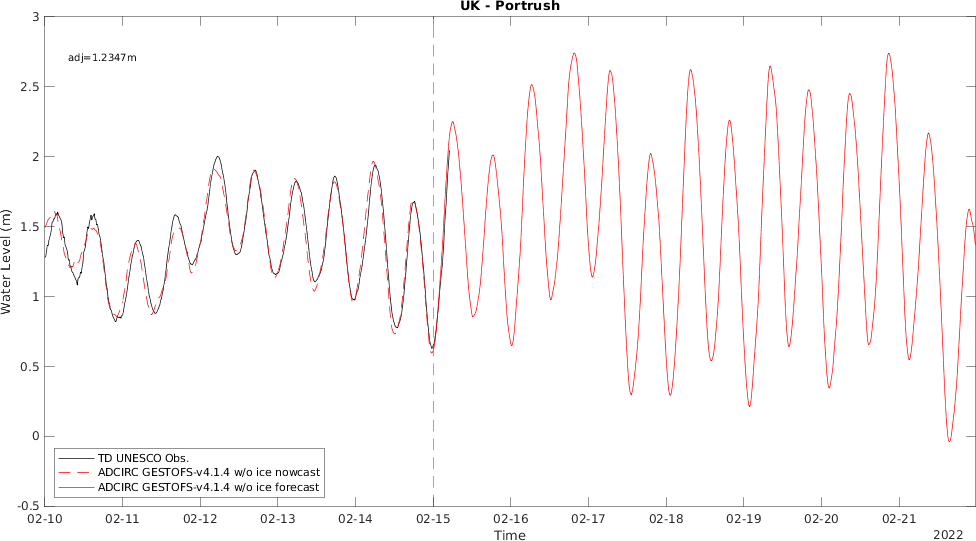 UK - Portrush
adj=1.2347m
3
2.5
2
1.5
1
0.5
0
-0.5
Water Level (m)
TD UNESCO Obs.
ADCIRC GESTOFS-v4.1.4 w/o ice nowcast
ADCIRC GESTOFS-v4.1.4 w/o ice forecast
02-10 02-11 02-12 02-13 02-14 02-15 02-16 02-17 02-18 02-19 02-20 02-21
Time
2022